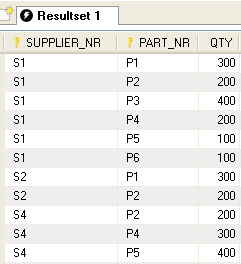 Resultset 1
SUPPLIER_NR PART_NR QTY
S1 P1 300
S1 P2 200
S1 P3 400
S1 P4 200
S1 P5 100
S1 P6 100
S2 P1 300
S2 P2 200
S4 P2 200
S4 P4 300
S4 P5 400